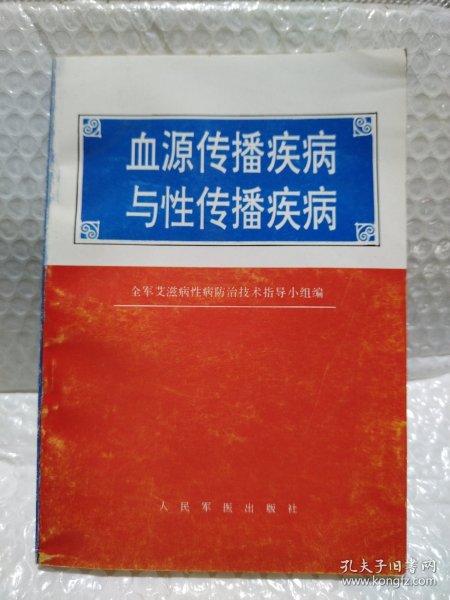 血源传播疾病
与性传播疾病
全军艾滋病性病防治技术指导小组编
人民军医出版社
孔夫子旧书网
www.kongfz.com